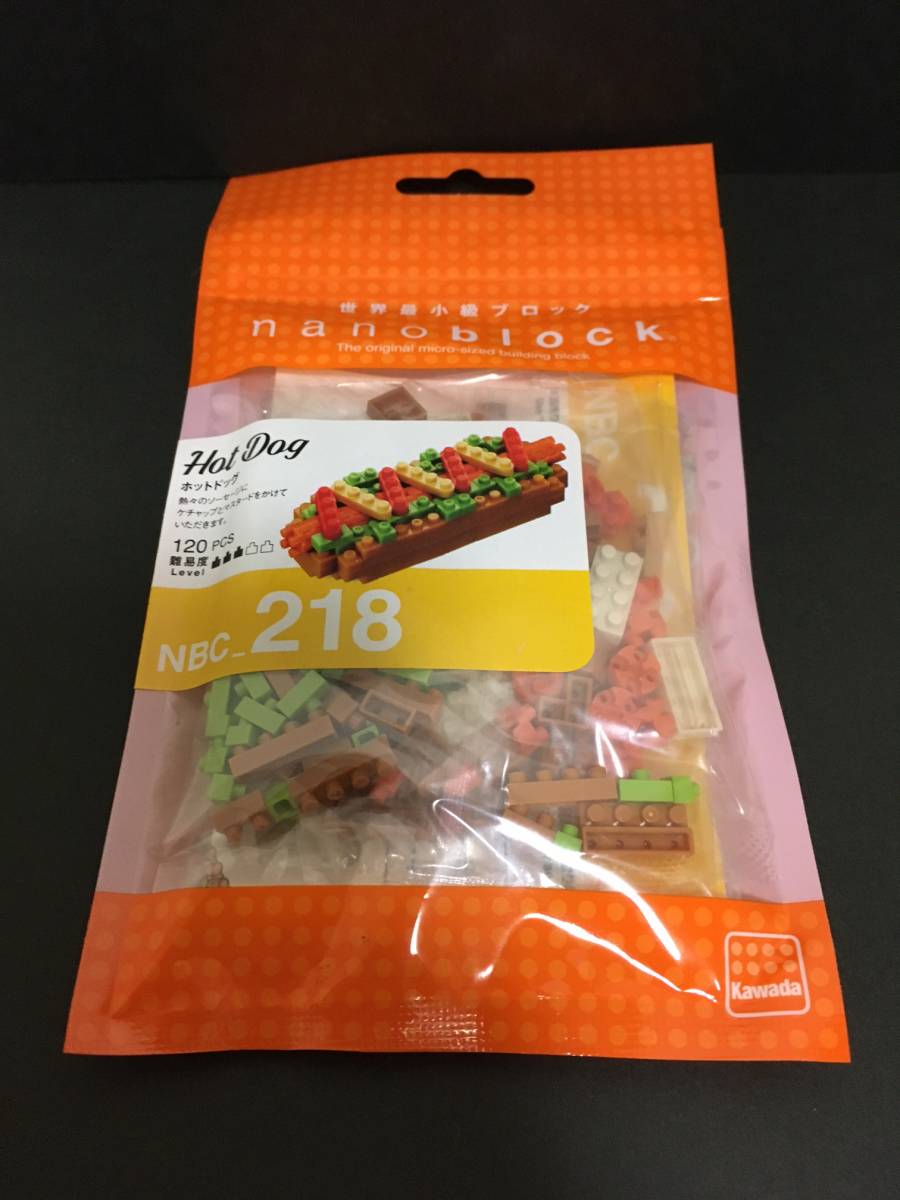 世界最小級ブロック
nanoblock
The original micro-sized building block
Hot Dog
ホットドッグ
熱々のソーセージに
ケチャップとマスタードをかけて
いただきます。
120 PCS
難易度
Level
NBC_218
NBC
Kawada